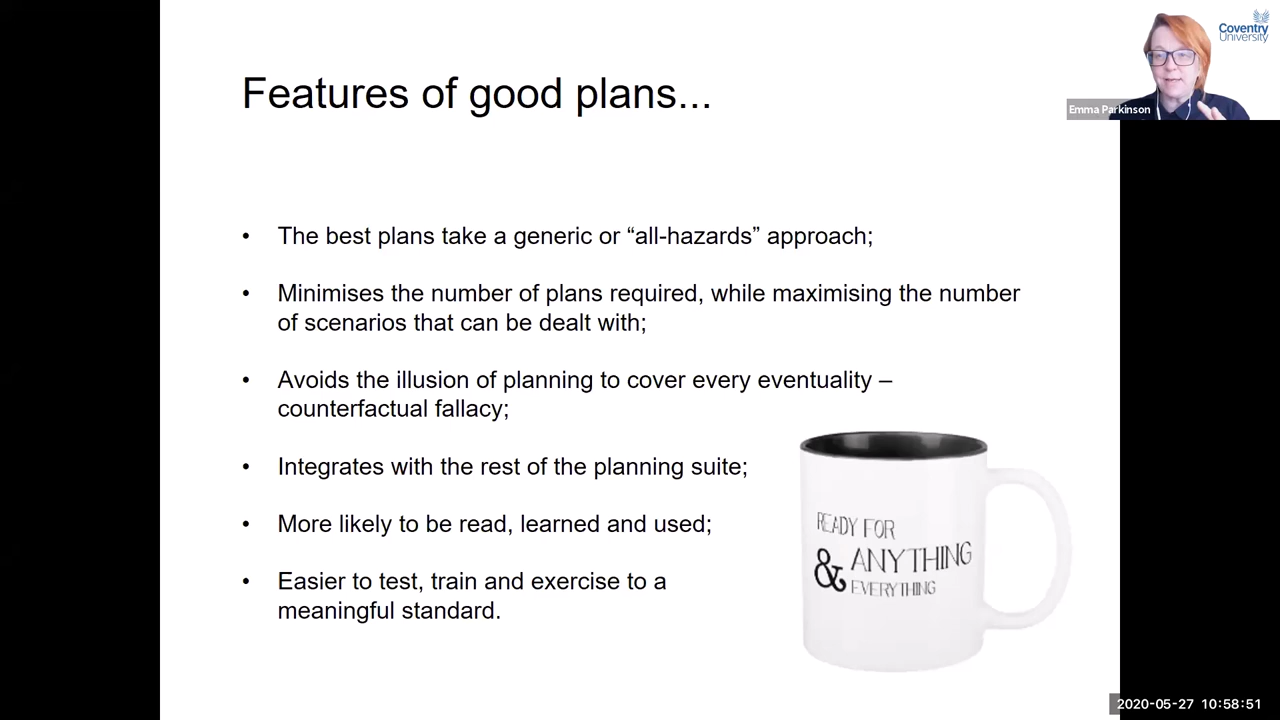 Coventry
University
Emma Parkinson
Features of good plans...
• The best plans take a generic or “all-hazards” approach;
• Minimises the number of plans required, while maximising the number
of scenarios that can be dealt with;
• Avoids the illusion of planning to cover every eventuality –
counterfactual fallacy;
• Integrates with the rest of the planning suite;
• More likely to be read, learned and used;
• Easier to test, train and exercise to a
meaningful standard.
READY FOR
& ANYTHING
EVERYTHING
2020-05-27 10:58:51